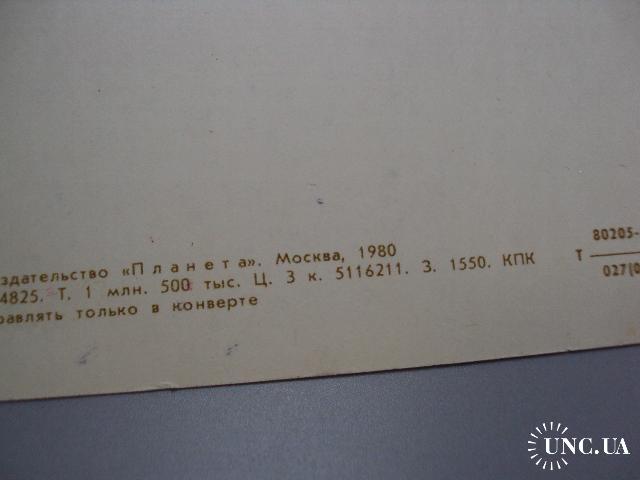 здательство «Планета». Москва, 1980
4825. Т. 1 млн. 500 тыс. Ц. 3 к. 5116211. З. 1550. КПК
равлять только в конверте
80205-
Т
027(0
UNC.UA